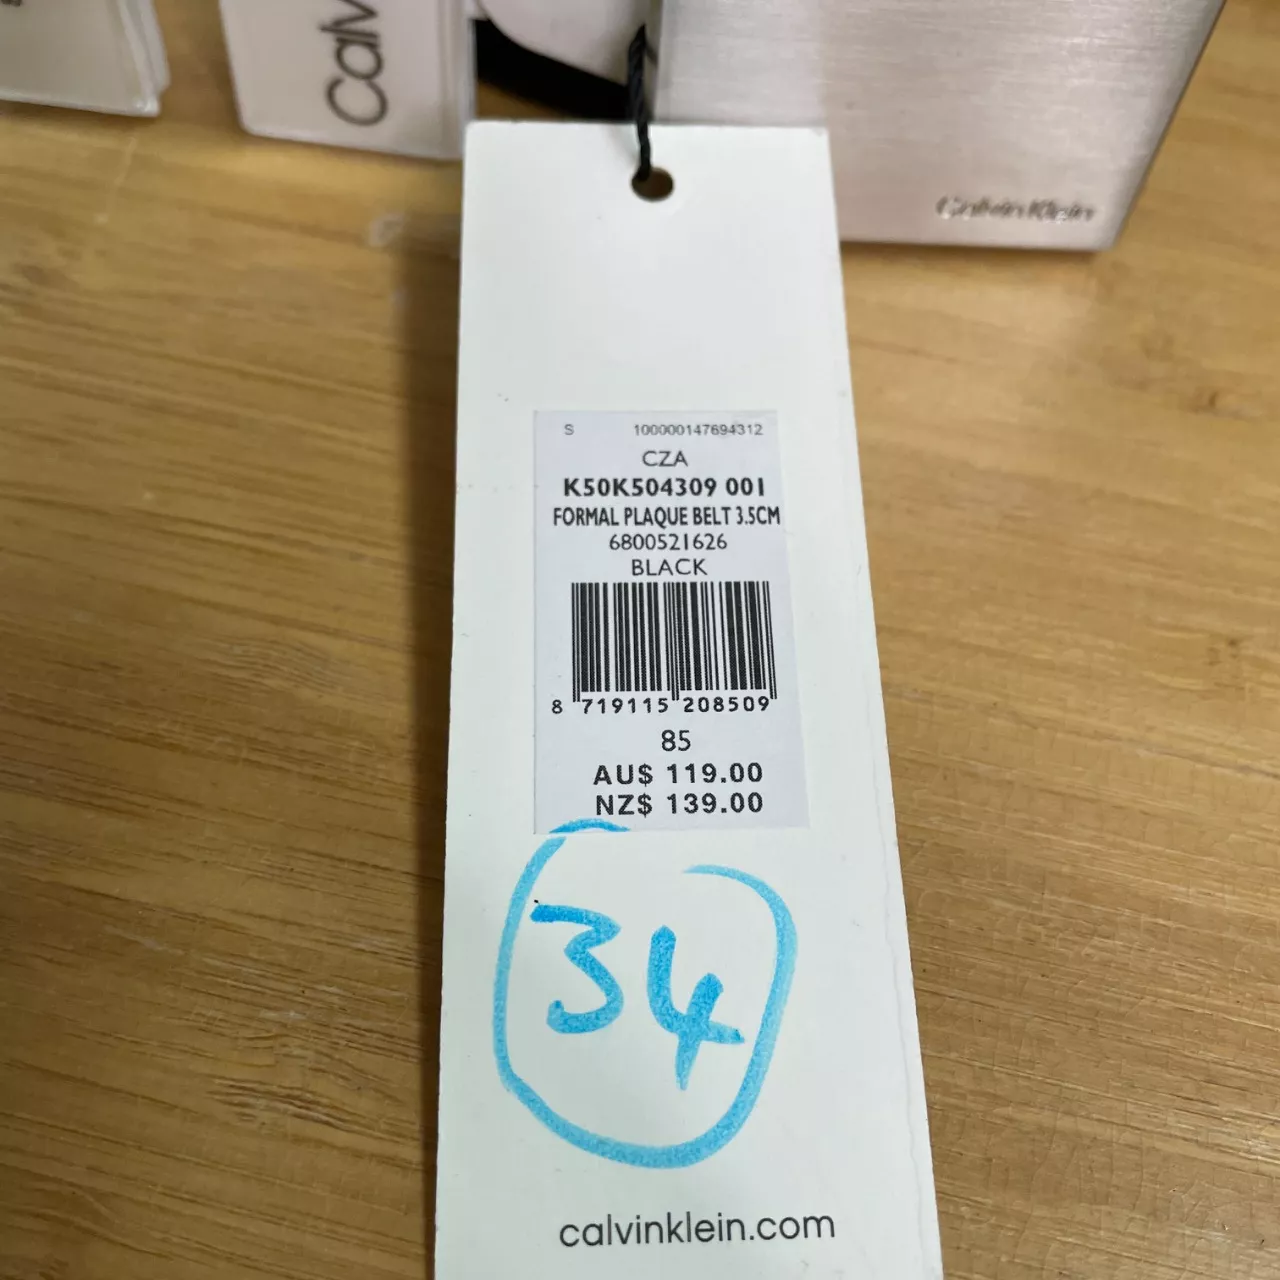 Calv
Calvin Klein
S 100000147694312
CZA
K50K504309 001
FORMAL PLAQUE BELT 3.5CM
6800521626
BLACK
8 719115 208509
85
AU$ 119.00
NZ$ 139.00
34
calvinklein.com